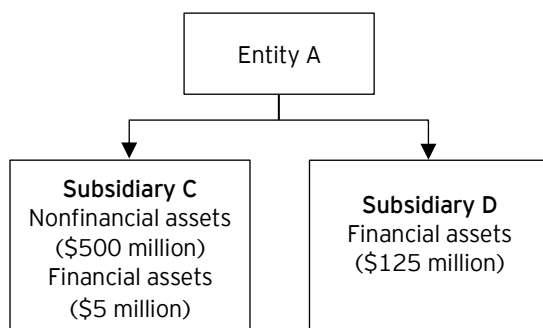 Entity A
Subsidiary C
Nonfinancial assets
($500 million)
Financial assets
($5 million)
Subsidiary D
Financial assets
($125 million)